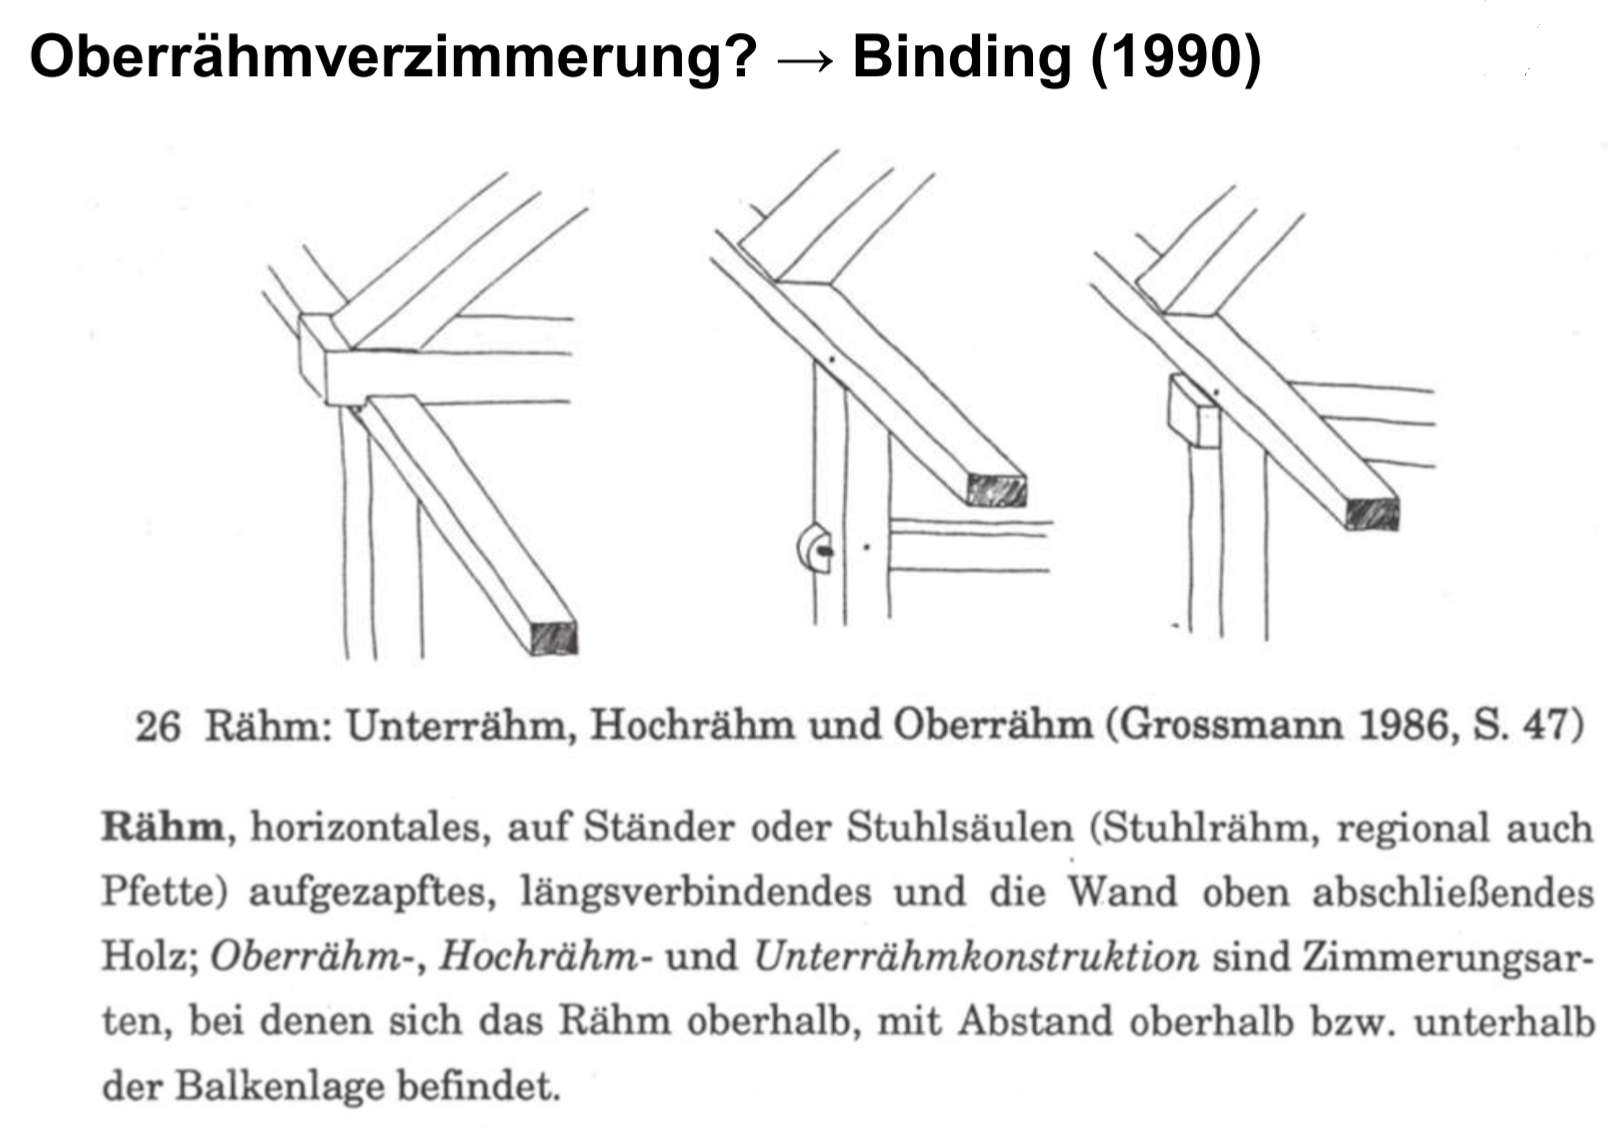 Oberrähmverzimmerung? → Binding (1990)
26 Rähm: Unterrähm, Hochrähm und Oberrähm (Grossmann 1986, S. 47)
Rähm, horizontales, auf Ständer oder Stuhlsäulen (Stuhlrähm, regional auch
Pfette) aufgezapftes, längsverbindendes und die Wand oben abschließendes
Holz; Oberrähm-, Hochrähm- und Unterrähmkonstruktion sind Zimmerungsar-
ten, bei denen sich das Rähm oberhalb, mit Abstand oberhalb bzw. unterhalb
der Balkenlage befindet.